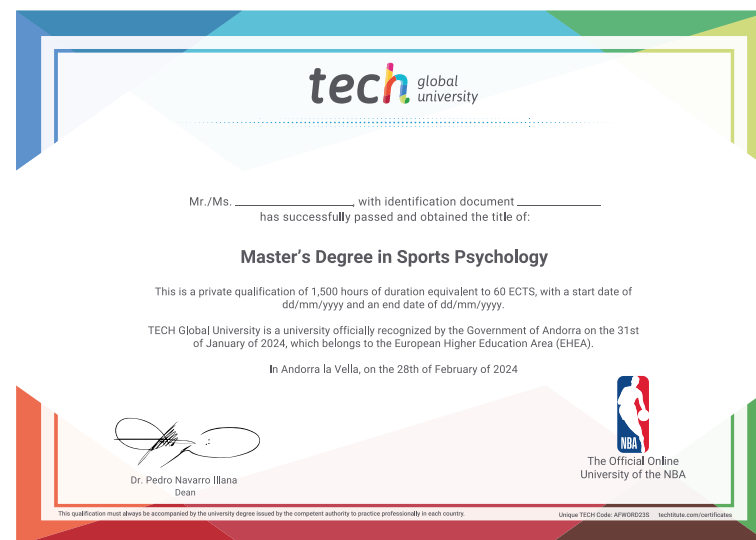 tech global
university
Mr./Ms. ________________, with identification document ____________
has successfully passed and obtained the title of:
Master's Degree in Sports Psychology
This is a private qualification of 1,500 hours of duration equivalent to 60 ECTS, with a start date of
dd/mm/yyyy and an end date of dd/mm/yyyy.
TECH Global University is a university officially recognized by the Government of Andorra on the 31st
of January of 2024, which belongs to the European Higher Education Area (EHEA).
In Andorra la Vella, on the 28th of February of 2024
NBA
Dr. Pedro Navarro Illana
Dean
The Official Online
University of the NBA
This qualification must always be accompanied by the university degree issued by the competent authority to practice professionally in each country.
Unique TECH Code: AFWORD23S techtitute.com/certificates